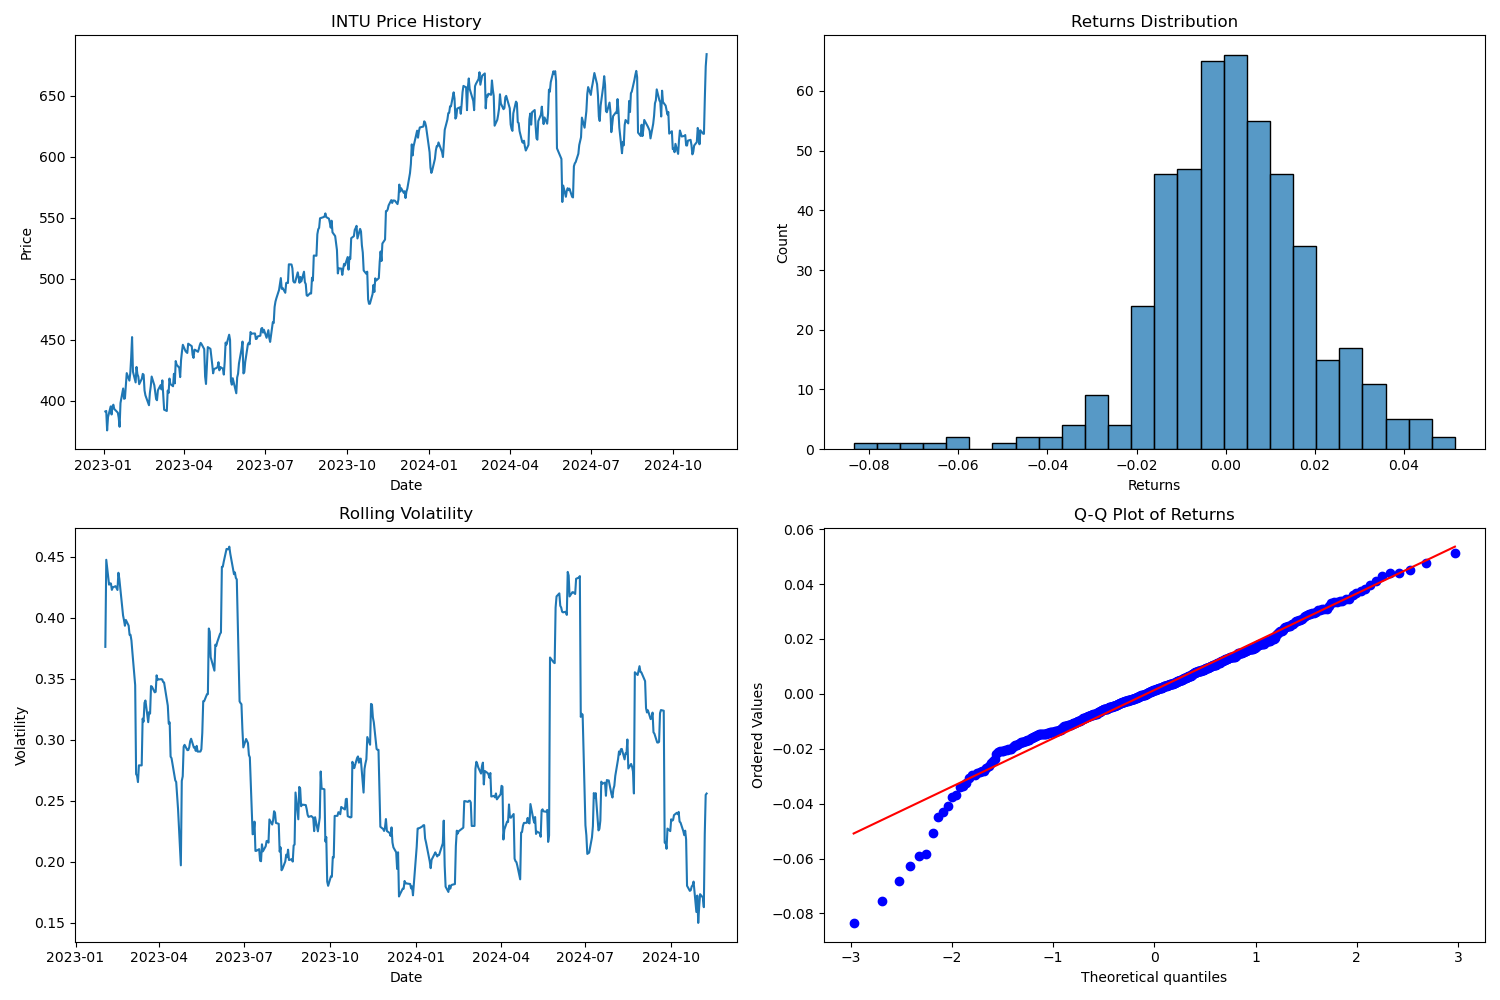 INTU Price History
Price
650
600
550
500
450
400
2023-01 2023-04 2023-07 2023-10 2024-01 2024-04 2024-07 2024-10
Date
Returns Distribution
Count
60
50
40
30
20
10
0
−0.08 −0.06 −0.04 −0.02 0.00 0.02 0.04
Returns
Rolling Volatility
Volatility
0.45
0.40
0.35
0.30
0.25
0.20
0.15
2023-01 2023-04 2023-07 2023-10 2024-01 2024-04 2024-07 2024-10
Date
Q-Q Plot of Returns
Ordered Values
0.06
0.04
0.02
0.00
−0.02
−0.04
−0.06
−0.08
−3 −2 −1 0 1 2 3
Theoretical quantiles